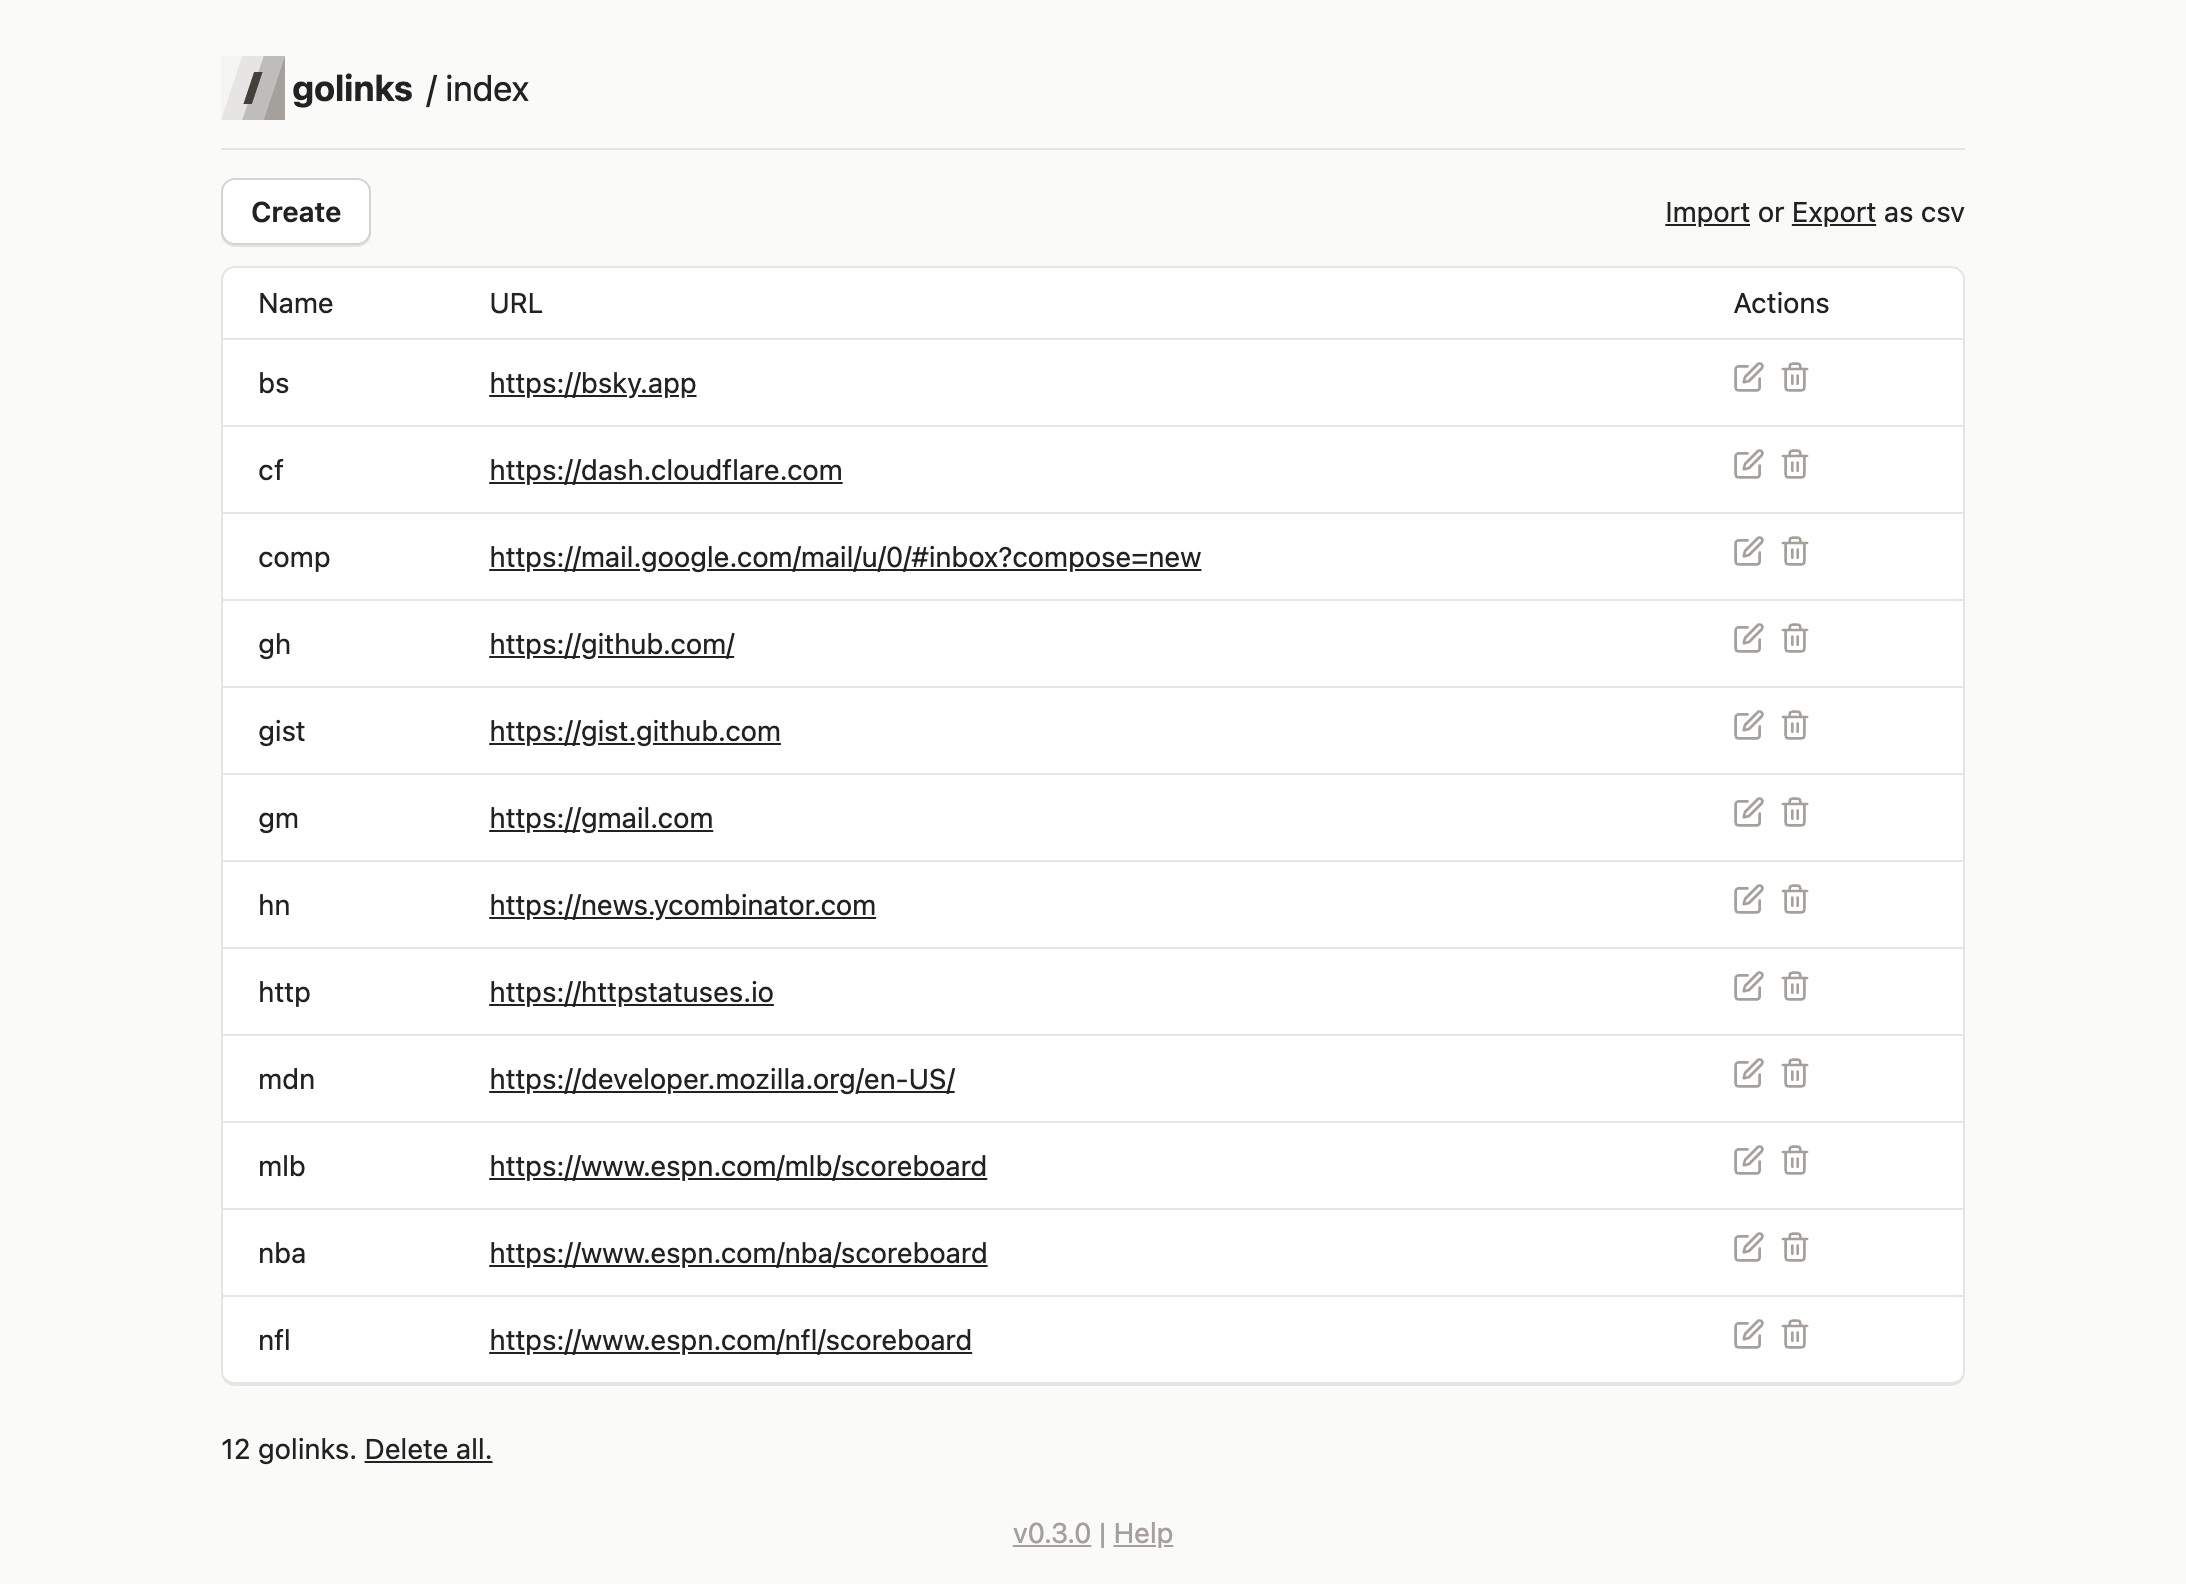 golinks / index
Create
Import or Export as csv
Name URL Actions
bs https://bsky.app
cf https://dash.cloudflare.com
comp https://mail.google.com/mail/u/0/#inbox?compose=new
gh https://github.com/
gist https://gist.github.com
gm https://gmail.com
hn https://news.ycombinator.com
http https://httpstatuses.io
mdn https://developer.mozilla.org/en-US/
mlb https://www.espn.com/mlb/scoreboard
nba https://www.espn.com/nba/scoreboard
nfl https://www.espn.com/nfl/scoreboard
12 golinks. Delete all.
v0.3.0 | Help